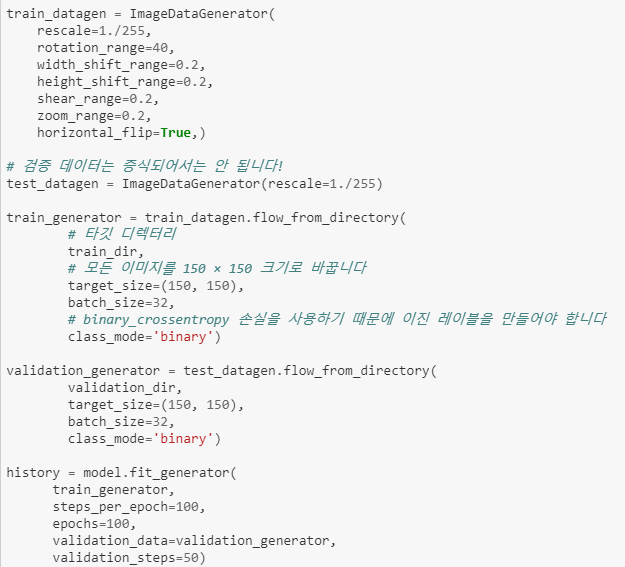 train_datagen = ImageDataGenerator(
    rescale=1./255,
    rotation_range=40,
    width_shift_range=0.2,
    height_shift_range=0.2,
    shear_range=0.2,
    zoom_range=0.2,
    horizontal_flip=True,)

# 검증 데이터는 증식되어서는 안 됩니다!
test_datagen = ImageDataGenerator(rescale=1./255)

train_generator = train_datagen.flow_from_directory(
        # 타깃 디렉터리
        train_dir,
        # 모든 이미지를 150 × 150 크기로 바꿉니다
        target_size=(150, 150),
        batch_size=32,
        # binary_crossentropy 손실을 사용하기 때문에 이진 레이블을 만들어야 합니다
        class_mode='binary')

validation_generator = test_datagen.flow_from_directory(
        validation_dir,
        target_size=(150, 150),
        batch_size=32,
        class_mode='binary')

history = model.fit_generator(
      train_generator,
      steps_per_epoch=100,
      epochs=100,
      validation_data=validation_generator,
      validation_steps=50)